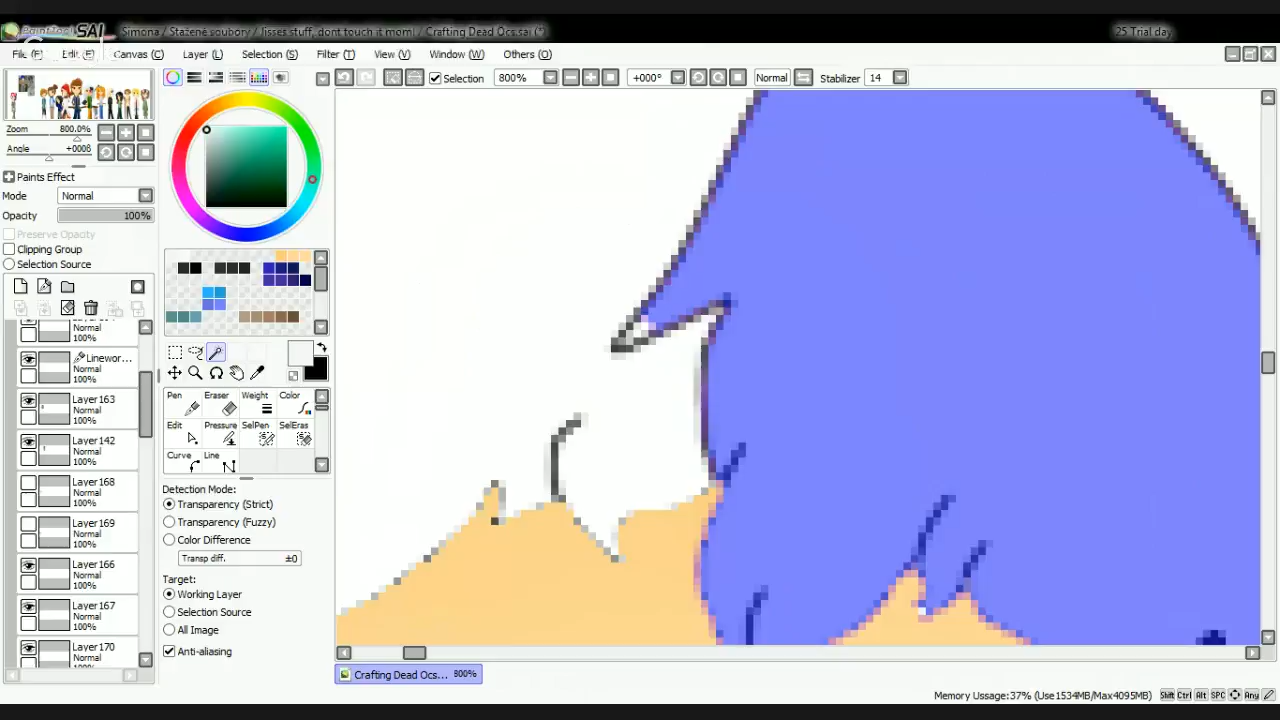 PaintTool SAI Simona / Stažené soubory / Jisses stuff, dont touch it mom! / Crafting Dead Ocs.sai (*) 25 Trial day
File (F) Edit (E) Canvas (C) Layer (L) Selection (S) Filter (T) View (V) Window (W) Others (O)
Selection 800% +000° Normal Stabilizer 14
Zoom 800.0%
Angle +000ß
Paints Effect
Mode Normal
Opacity 100%
Preserve Opacity
Clipping Group
Selection Source
Normal
100%
Linewor...
Normal
100%
Layer163
Normal
100%
Layer142
Normal
100%
Layer168
Normal
100%
Layer169
Normal
100%
Layer166
Normal
100%
Layer167
Normal
100%
Layer170
Normal
Pen Eraser Weight Color
Edit Pressure SelPen SelEras
Curve Line
Detection Mode:
Transparency (Strict)
Transparency (Fuzzy)
Color Difference
Transp diff. ±0
Target:
Working Layer
Selection Source
All Image
Anti-aliasing
Crafting Dead Ocs... 800%
Memory Ussage:37% (Use1534MB/Max4095MB) Shift Ctrl Alt SPC Any